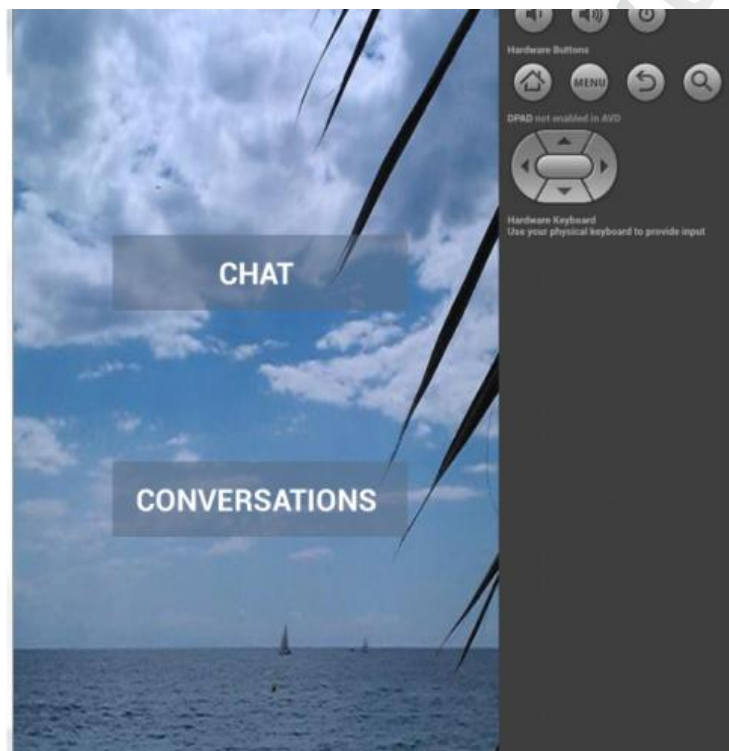 Hardware Buttons
MENU
DPAD not enabled in AVD
Hardware Keyboard
Use your physical keyboard to provide input
CHAT
CONVERSATIONS